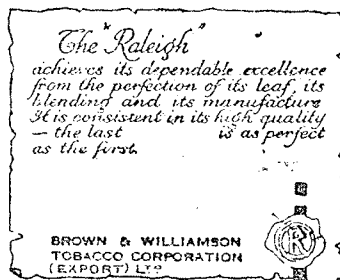 The "Raleigh"
achieves its dependable excellence
from the perfection of its leaf, its
blending and its manufacture
It is consistent in its high quality
— the last is as perfect
as the first.
BROWN & WILLIAMSON
TOBACCO CORPORATION
(EXPORT) LTD